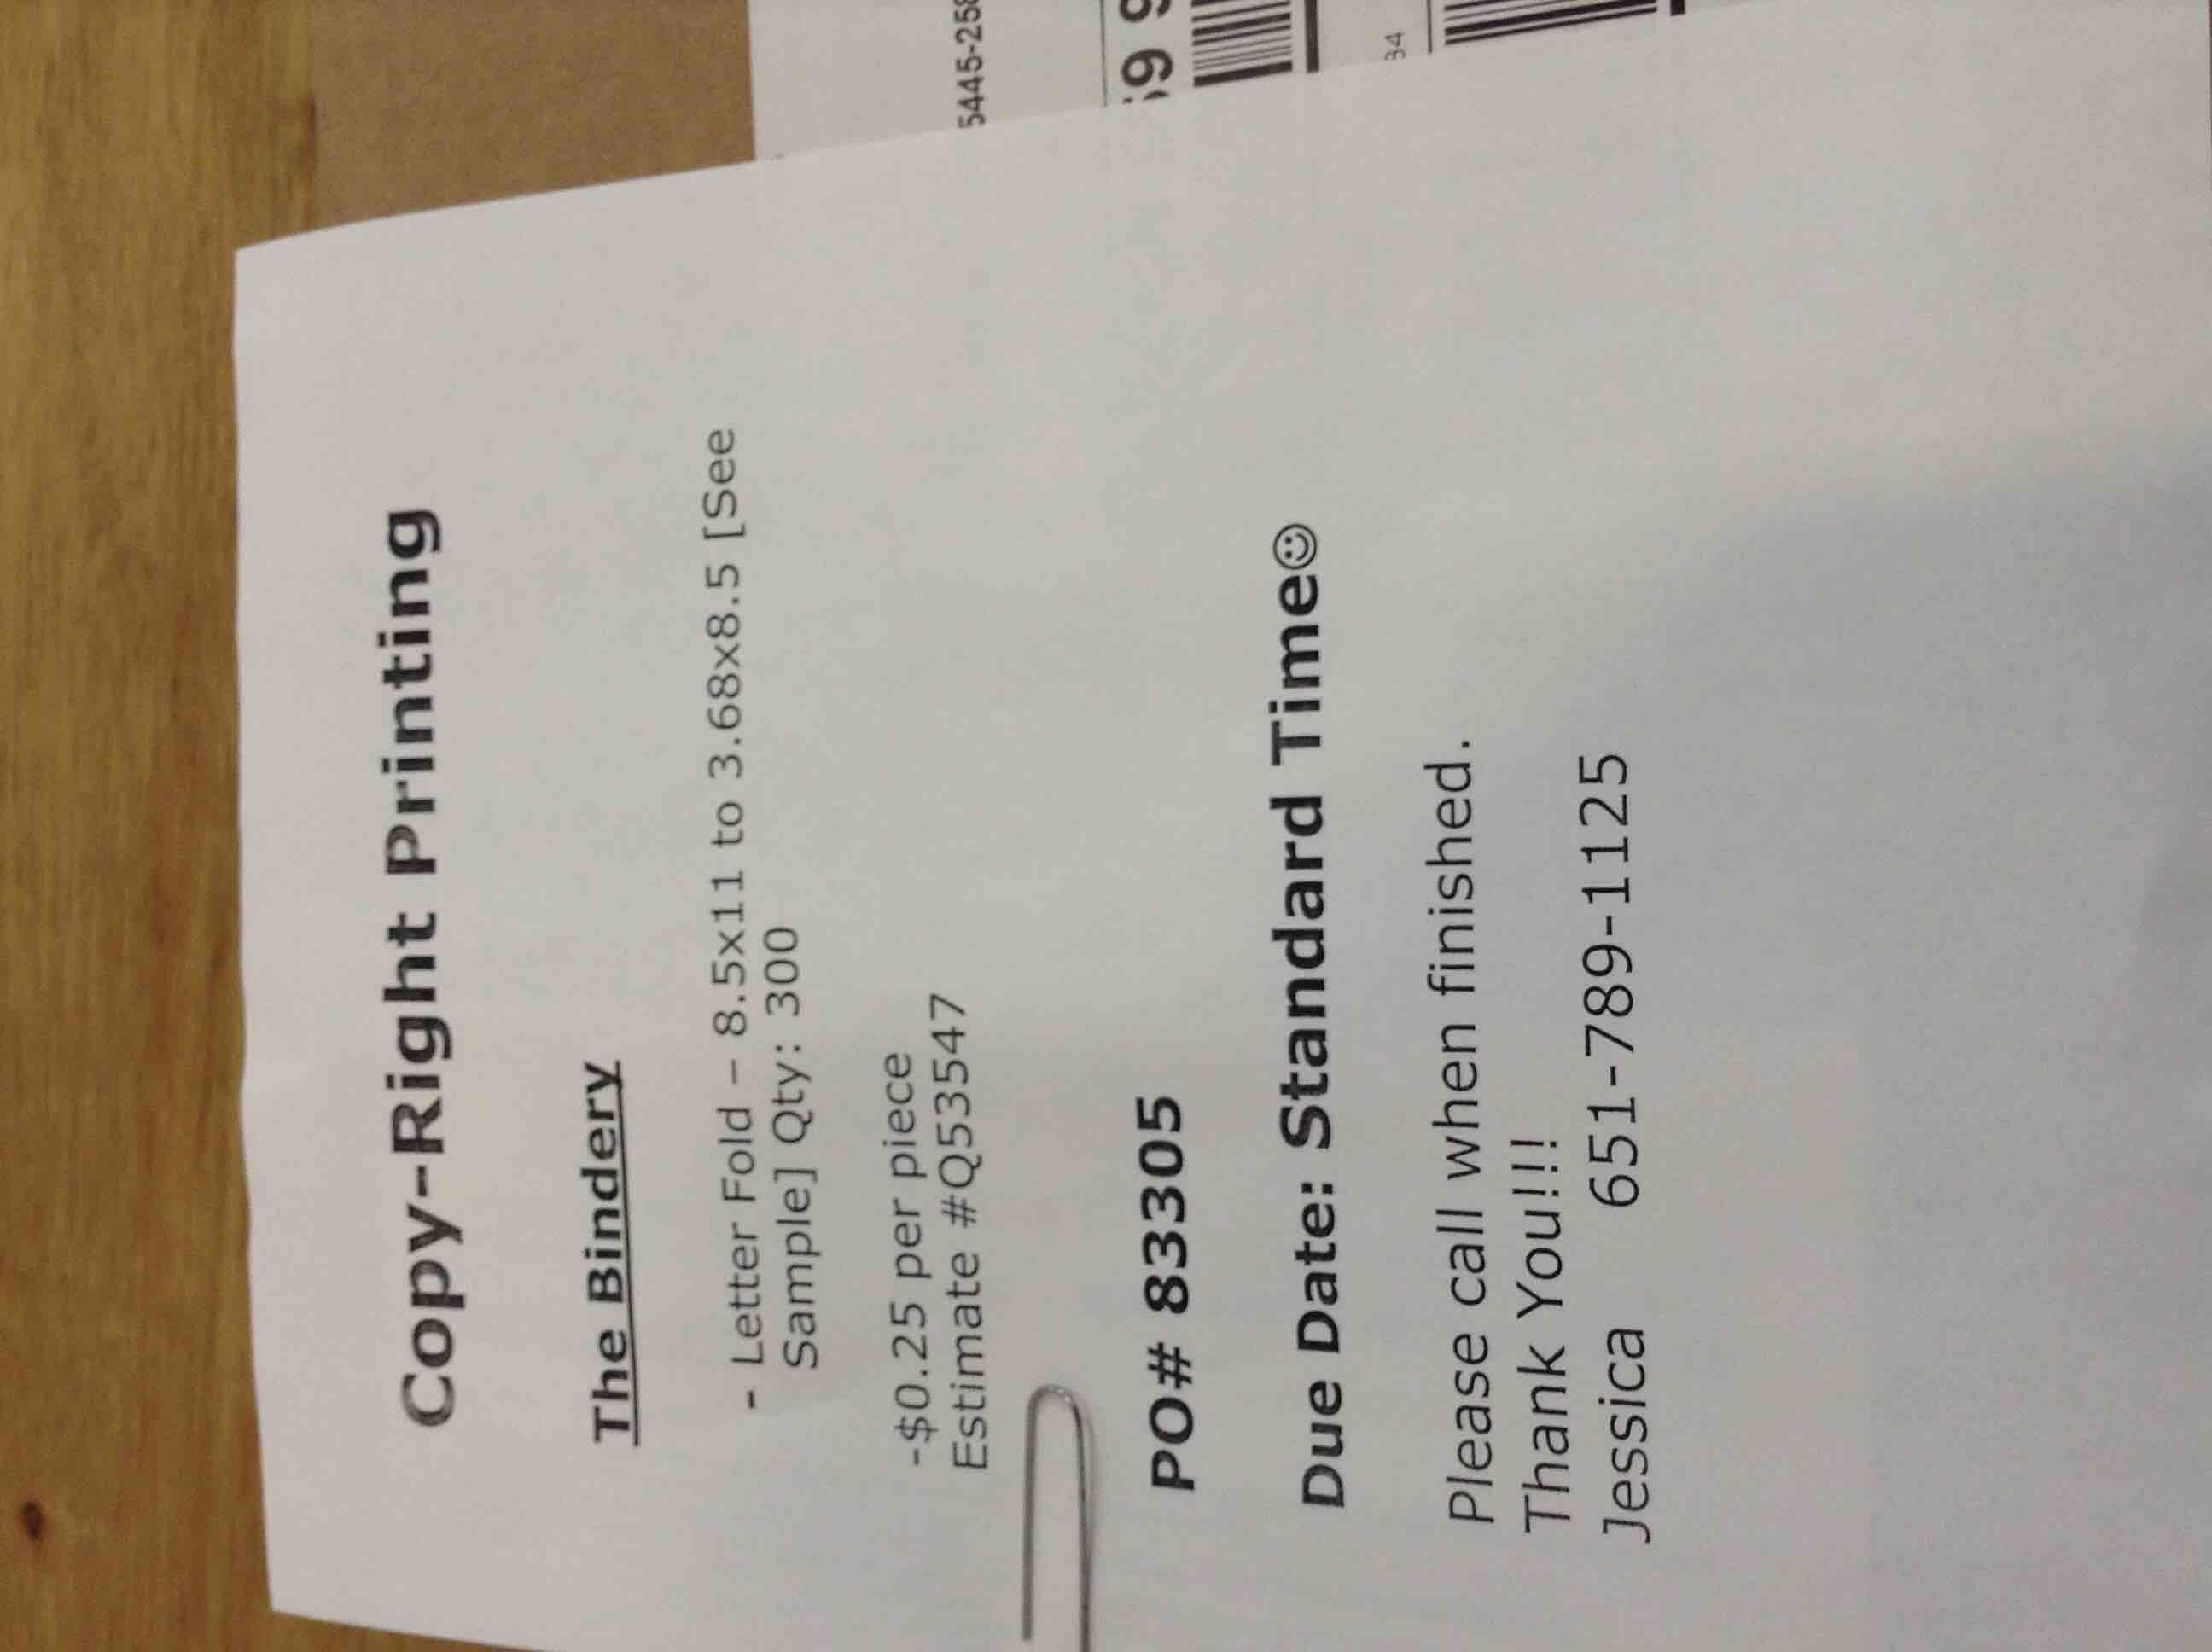 Copy-Right Printing
The Bindery
- Letter Fold – 8.5x11 to 3.68x8.5 [See
Sample] Qty: 300
-$0.25 per piece
Estimate #Q53547
PO# 83305
Due Date: Standard Time☺
Please call when finished.
Thank You!!!
Jessica 651-789-1125